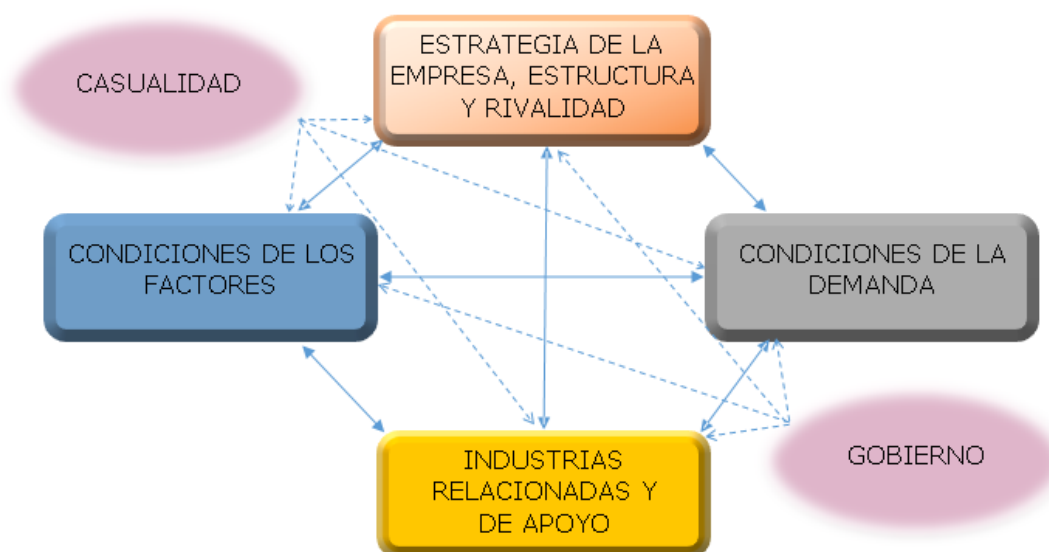 CASUALIDAD
ESTRATEGIA DE LA
EMPRESA, ESTRUCTURA
Y RIVALIDAD
CONDICIONES DE LOS
FACTORES
CONDICIONES DE LA
DEMANDA
INDUSTRIAS
RELACIONADAS Y
DE APOYO
GOBIERNO